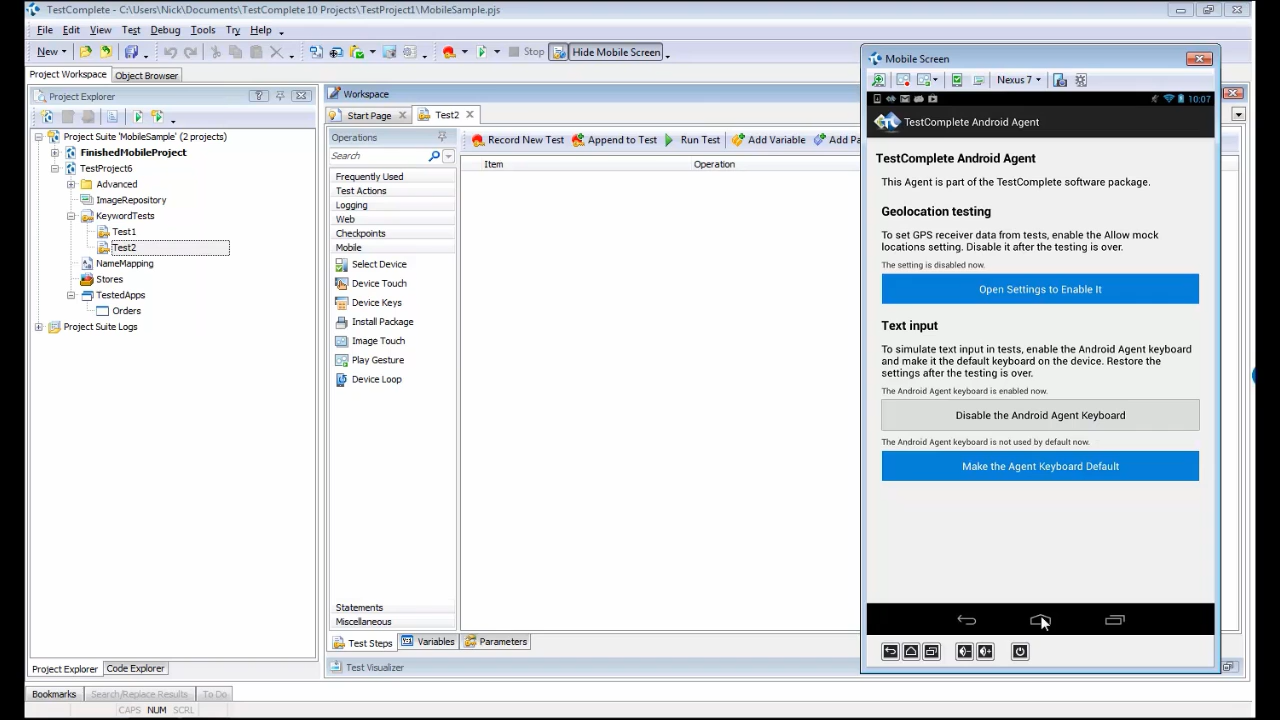 TestComplete - C:\Users\Nick\Documents\TestComplete 10 Projects\TestProject1\MobileSample.pjs
File Edit View Test Debug Tools Try Help
New Stop Hide Mobile Screen
Project Workspace Object Browser
Project Explorer
Project Suite 'MobileSample' (2 projects)
FinishedMobileProject
TestProject6
Advanced
ImageRepository
KeywordTests
Test1
Test2
NameMapping
Stores
TestedApps
Orders
Project Suite Logs
Project Explorer Code Explorer
Workspace
Start Page Test2
Operations
Search
Frequently Used
Test Actions
Logging
Web
Checkpoints
Mobile
Select Device
Device Touch
Device Keys
Install Package
Image Touch
Play Gesture
Device Loop
Statements
Miscellaneous
Record New Test Append to Test Run Test Add Variable Add Pa
Item Operation
Test Steps Variables Parameters
Test Visualizer
Mobile Screen
Nexus 7
10:07
TestComplete Android Agent
TestComplete Android Agent
This Agent is part of the TestComplete software package.
Geolocation testing
To set GPS receiver data from tests, enable the Allow mock
locations setting. Disable it after the testing is over.
The setting is disabled now.
Open Settings to Enable It
Text input
To simulate text input in tests, enable the Android Agent keyboard
and make it the default keyboard on the device. Restore the
settings after the testing is over.
The Android Agent keyboard is enabled now.
Disable the Android Agent Keyboard
The Android Agent keyboard is not used by default now.
Make the Agent Keyboard Default
Bookmarks Search/Replace Results To Do
CAPS NUM SCRL